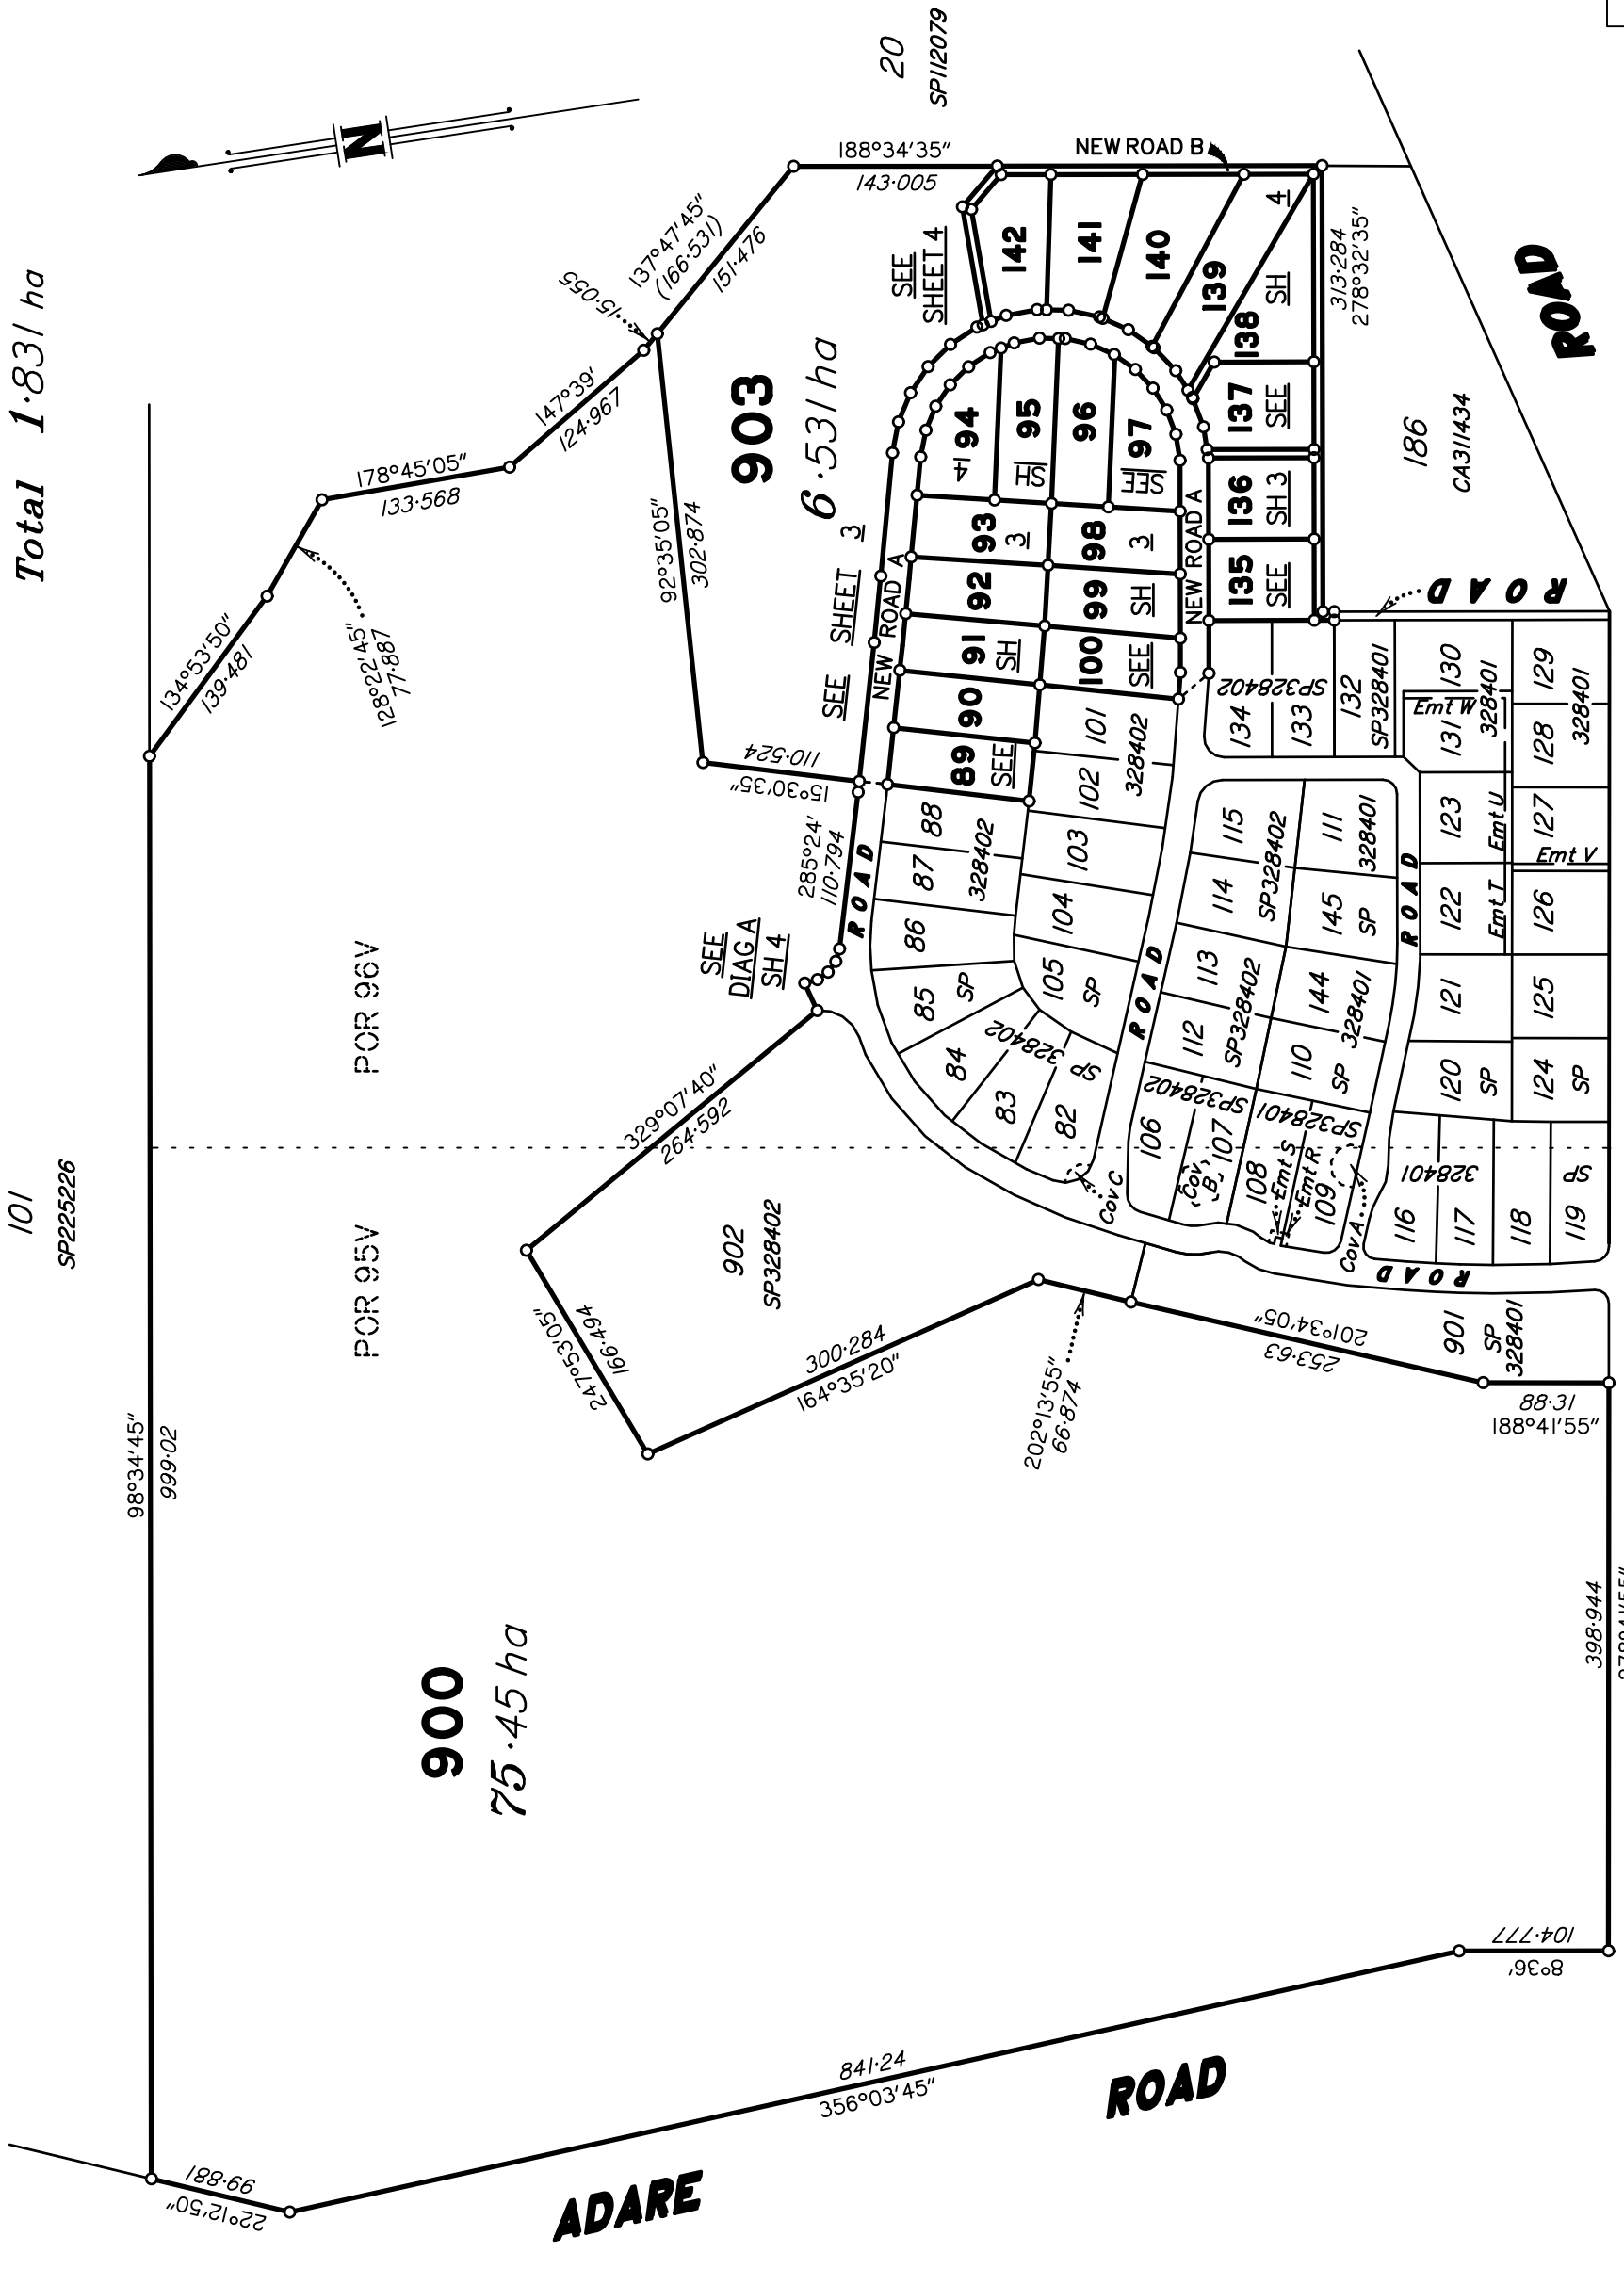 Total 1·831 ha
101
SP225226
20
SP112079
N
98°34'45"
999·02
134°53'50"
139·481
128°22'45"
77·887
178°45'05"
133·568
147°39'
124·967
15·055
137°47'45"
(166·531)
151·476
188°34'35"
143·005
NEW ROAD B
92°35'05"
302·874
903
6·531 ha
110·524
15°30'35"
285°24'
110·794
SEE SHEET 3
NEW ROAD A
SEE
SHEET 4
SEE
DIAG A
SH 4
POR 96V
POR 95V
329°07'40"
264·592
247°53'05"
166·494
902
SP328402
300·284
164°35'20"
202°13'55"
66·874
201°34'05"
253·63
88·31
188°41'55"
901
SP
328401
900
75·45 ha
398·944
104·777
8°36'
841·24
356°03'45"
99·881
22°12'50"
ADARE ROAD
142
141
140
139
138
SH
4
137
SEE
136
SH 3
135
SEE
313·284
278°32'35"
186
CA311434
ROAD
ROAD
94
4
95
SH
96
97
SEE
93
3
98
3
92
99
SH
91
SH
100
SEE
90
89
SEE
NEW ROAD A
101
102
328402
103
104
105
SP
88
87
328402
86
85
SP
84
83
82
SP 328402
ROAD
ROAD
134
133
SP328402
132
SP328401
131
130
328401
Emt W
129
128
328401
127
126
125
124
SP
123
122
121
120
SP
Emt U
Emt T
Emt V
115
114
SP328402
113
112
SP328402
111
328401
145
SP
144
328401
110
SP
ROAD
106
107
SP328402
Cov B
108
109
SP328401
Emt S
Emt R
Cov A
Cov C
116
117
328401
118
119
SP
ROAD